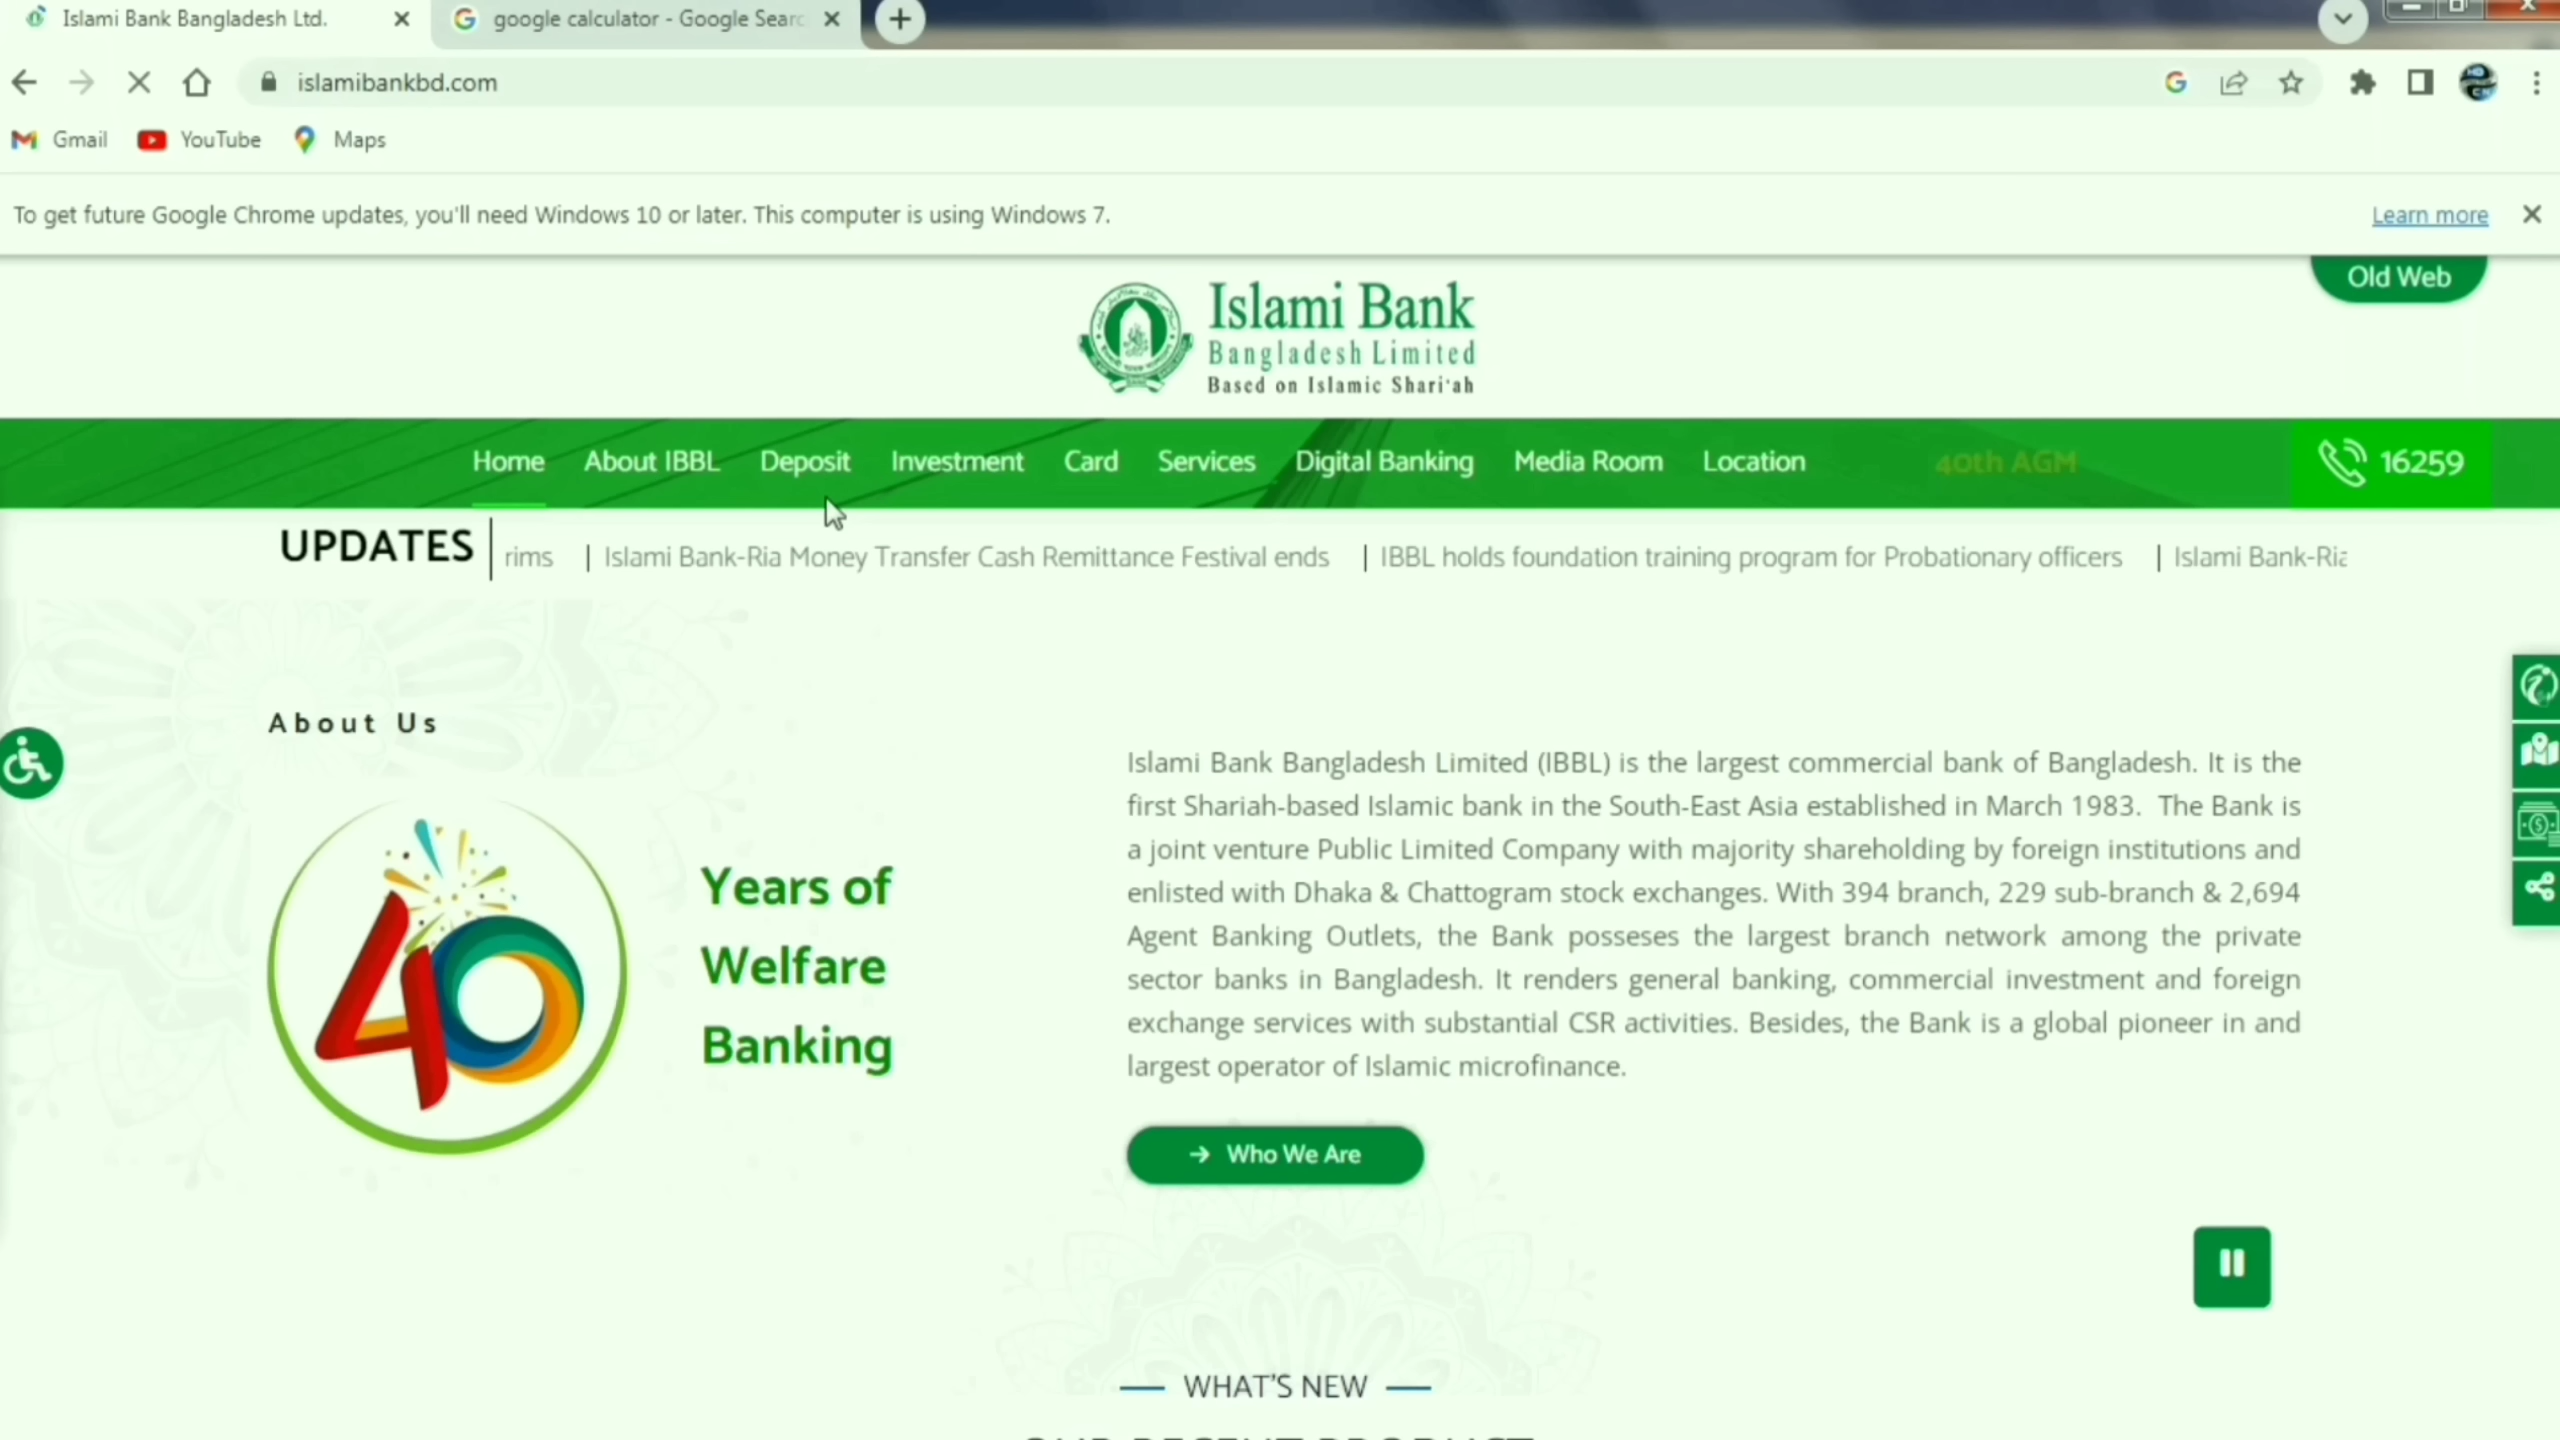 Islami Bank Bangladesh Ltd.
google calculator - Google Searc
islamibankbd.com
Gmail
YouTube
Maps
To get future Google Chrome updates, you'll need Windows 10 or later. This computer is using Windows 7.
Learn more
Old Web
Islami Bank
Bangladesh Limited
Based on Islamic Shari'ah
Home About IBBL Deposit Investment Card Services Digital Banking Media Room Location 40th AGM 16259
UPDATES
rims | Islami Bank-Ria Money Transfer Cash Remittance Festival ends | IBBL holds foundation training program for Probationary officers | Islami Bank-Ria
About Us
40
Years of
Welfare
Banking
Islami Bank Bangladesh Limited (IBBL) is the largest commercial bank of Bangladesh. It is the
first Shariah-based Islamic bank in the South-East Asia established in March 1983. The Bank is
a joint venture Public Limited Company with majority shareholding by foreign institutions and
enlisted with Dhaka & Chattogram stock exchanges. With 394 branch, 229 sub-branch & 2,694
Agent Banking Outlets, the Bank posseses the largest branch network among the private
sector banks in Bangladesh. It renders general banking, commercial investment and foreign
exchange services with substantial CSR activities. Besides, the Bank is a global pioneer in and
largest operator of Islamic microfinance.
→ Who We Are
WHAT'S NEW
OUR RECENT PRODUCT